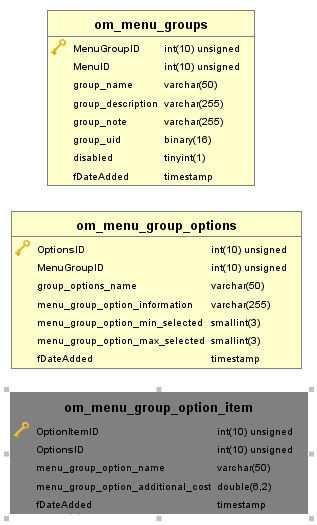 om_menu_groups
MenuGroupID int(10) unsigned
MenuID int(10) unsigned
group_name varchar(50)
group_description varchar(255)
group_note varchar(255)
group_uid binary(16)
disabled tinyint(1)
fDateAdded timestamp
om_menu_group_options
OptionsID int(10) unsigned
MenuGroupID int(10) unsigned
group_options_name varchar(50)
menu_group_option_information varchar(255)
menu_group_option_min_selected smallint(3)
menu_group_option_max_selected smallint(3)
fDateAdded timestamp
om_menu_group_option_item
OptionItemID int(10) unsigned
OptionsID int(10) unsigned
menu_group_option_name varchar(50)
menu_group_option_additional_cost double(6,2)
fDateAdded timestamp